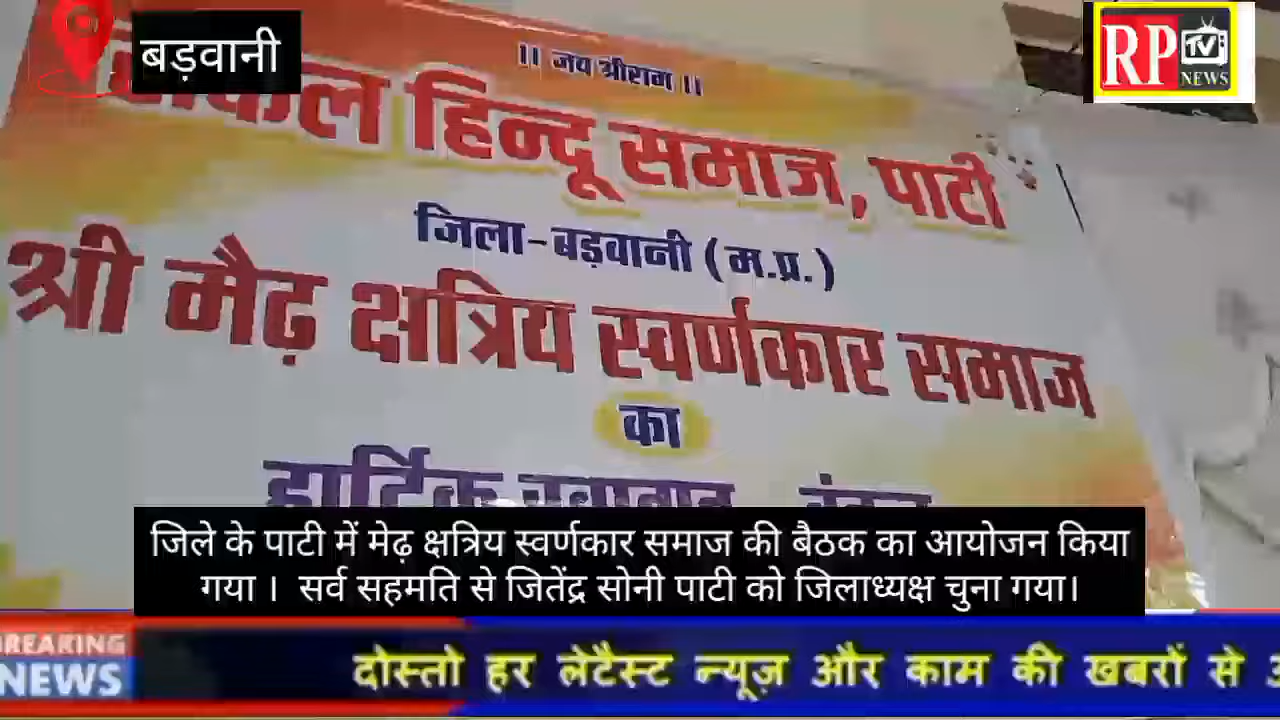 बड़वानी
RP TV NEWS
॥ जय श्रीराम ॥
हिन्दू समाज, पाटी
जिला-बड़वानी (म.प्र.)
श्री मैढ़ क्षत्रिय स्वर्णकार समाज
का
हार्दिक
जिले के पाटी में मेढ़ क्षत्रिय स्वर्णकार समाज की बैठक का आयोजन किया
गया । सर्व सहमति से जितेंद्र सोनी पाटी को जिलाध्यक्ष चुना गया।
BREAKING
NEWS
दोस्तो हर लेटैस्ट न्यूज़ और काम की खबरों से